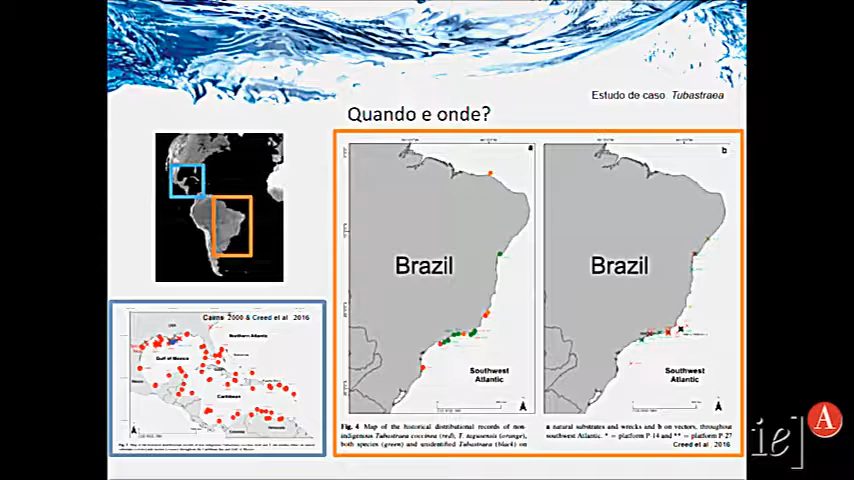 Estudo de caso Tubastraea
Quando e onde?
a
b
Brazil
Brazil
Southwest
Atlantic
Southwest
Atlantic
Cairns 2000 & Creed et al 2016
Northern Atlantic
Gulf of Mexico
Caribbean
Fig. 4 Map of the historical distributional records of non-
indigenous Tubastraea coccinea (red), T. tagusensis (orange),
both species (green) and unidentified Tubastraea (black) on
a natural substrates and wrecks and b on vectors, throughout
southwest Atlantic. * = platform P-14 and ** = platform P-27
Creed et al 2016
ie]
A